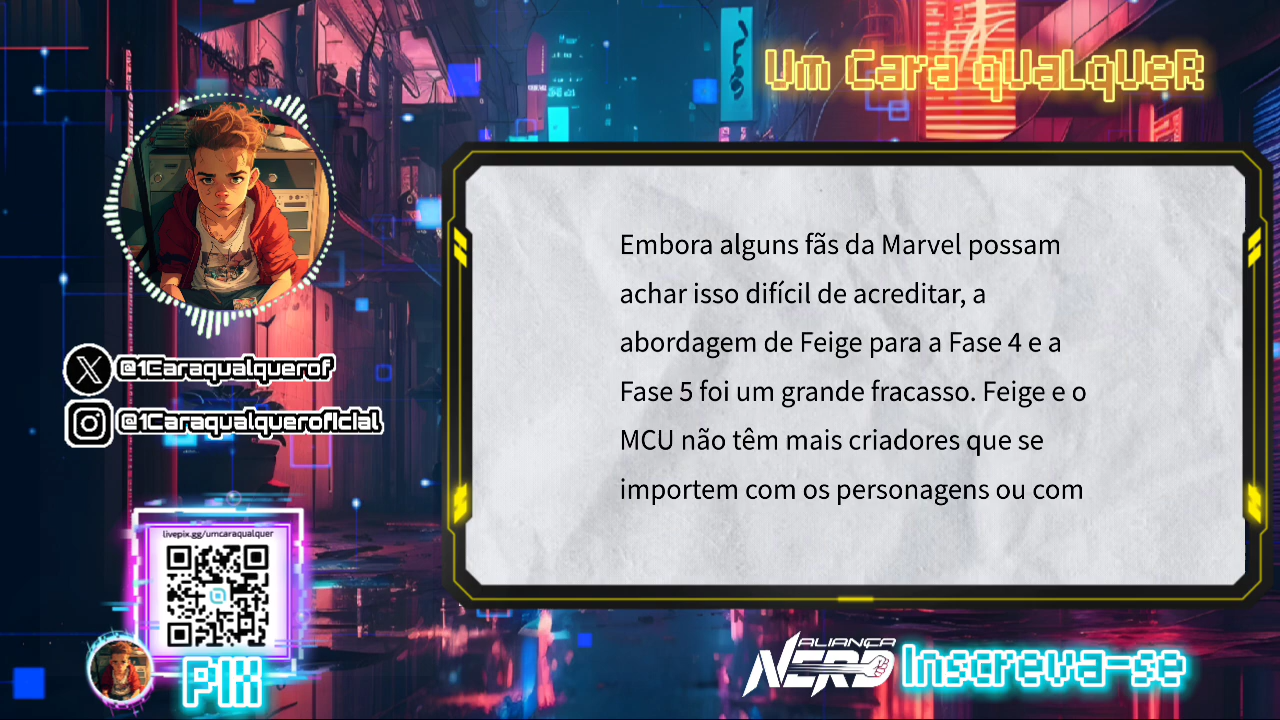 Um Cara qUaLqUeR
Embora alguns fãs da Marvel possam
achar isso difícil de acreditar, a
abordagem de Feige para a Fase 4 e a
Fase 5 foi um grande fracasso. Feige e o
MCU não têm mais criadores que se
importem com os personagens ou com
@1Caraqualquerof
@1Caraqualqueroficial
livepix.gg/umcaraqualquer
PIX
ALIANÇA
NERD
Inscreva-se